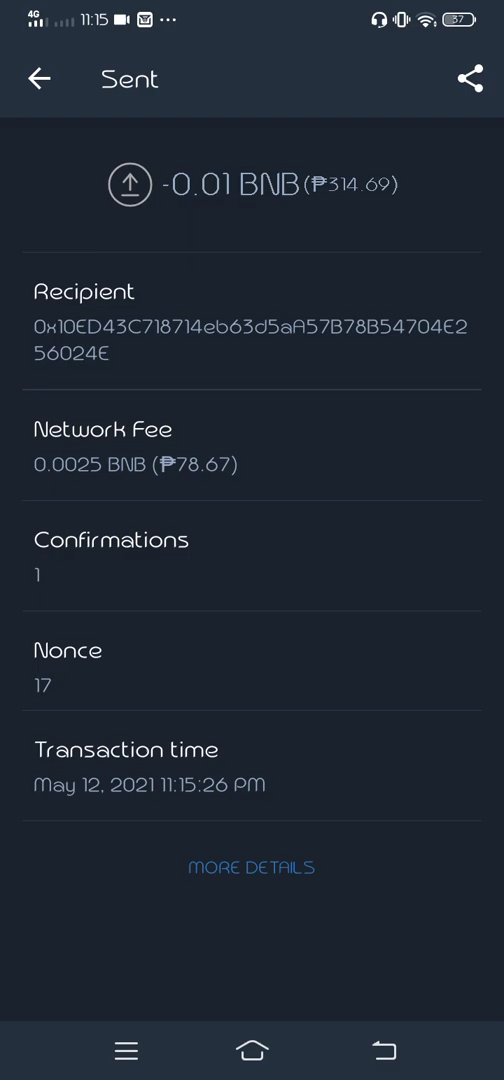 4G 11:15 37
Sent
-0.01 BNB (₱314.69)
Recipient
0x10ED43C718714eb63d5aA57B78B54704E2
56024E
Network Fee
0.0025 BNB (₱78.67)
Confirmations
1
Nonce
17
Transaction time
May 12, 2021 11:15:26 PM
MORE DETAILS